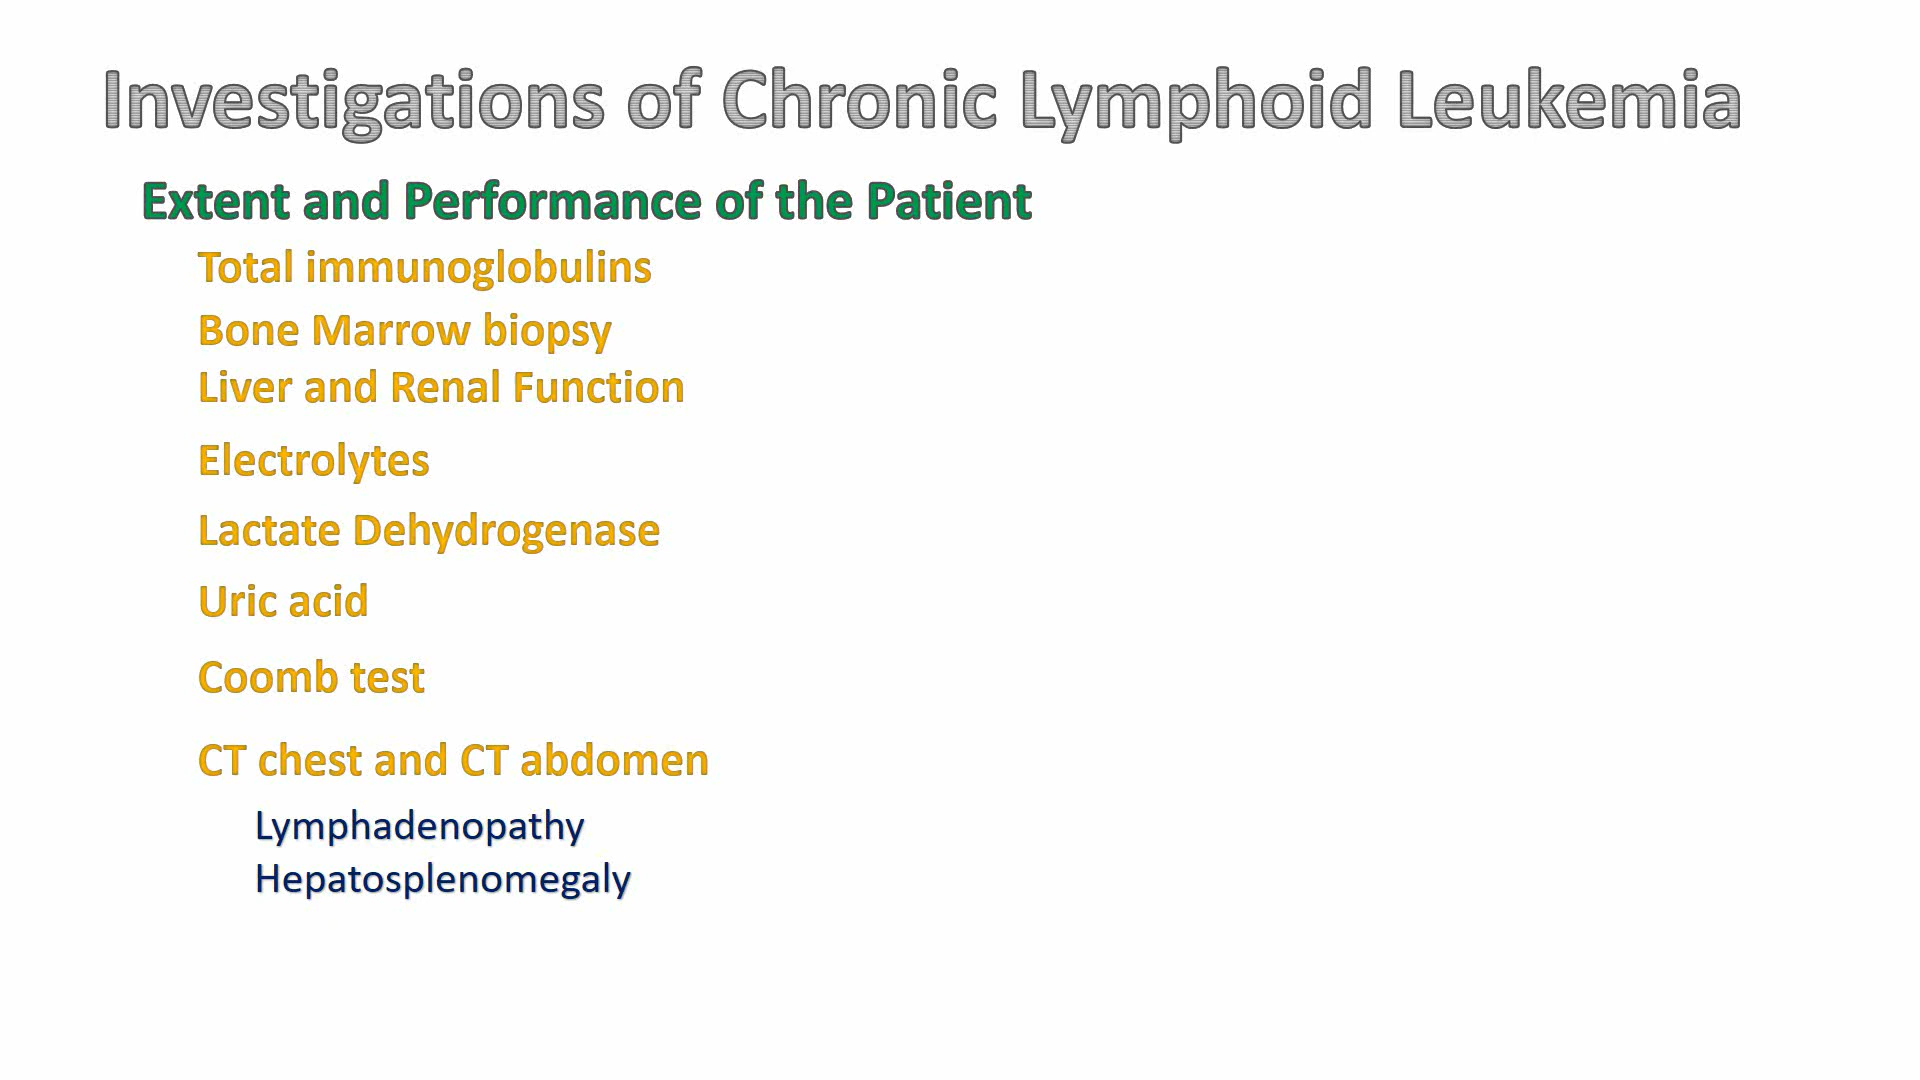 Investigations of Chronic Lymphoid Leukemia
Extent and Performance of the Patient
Total immunoglobulins
Bone Marrow biopsy
Liver and Renal Function
Electrolytes
Lactate Dehydrogenase
Uric acid
Coomb test
CT chest and CT abdomen
Lymphadenopathy
Hepatosplenomegaly